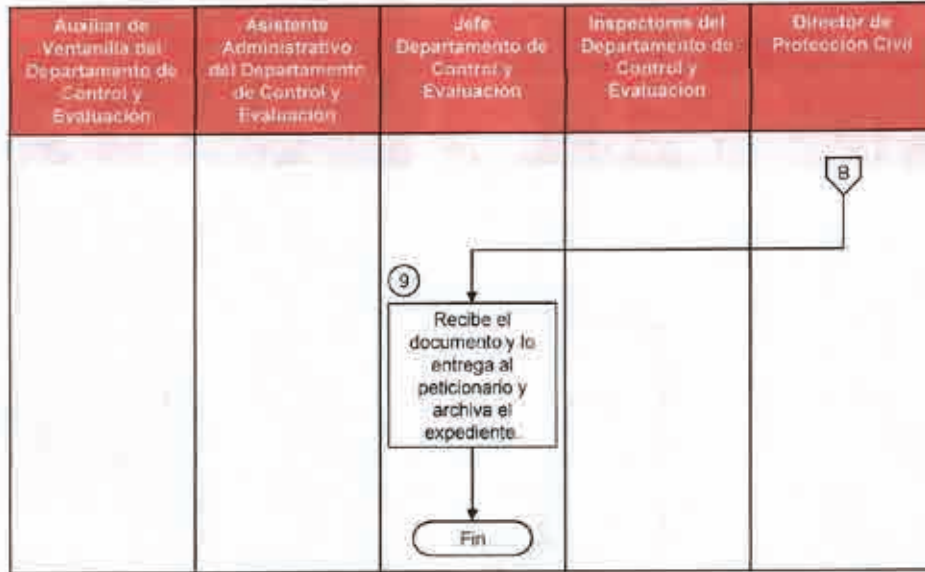 Auxiliar de
Ventanilla del
Departamento de
Control y
Evaluación
Asistente
Administrativo
del Departamento
de Control y
Evaluación
Jefe
Departamento de
Control y
Evaluación
Inspectores del
Departamento de
Control y
Evaluación
Director de
Protección Civil
B
9
Recibe el
documento y lo
entrega al
peticionario y
archiva el
expediente.
Fin